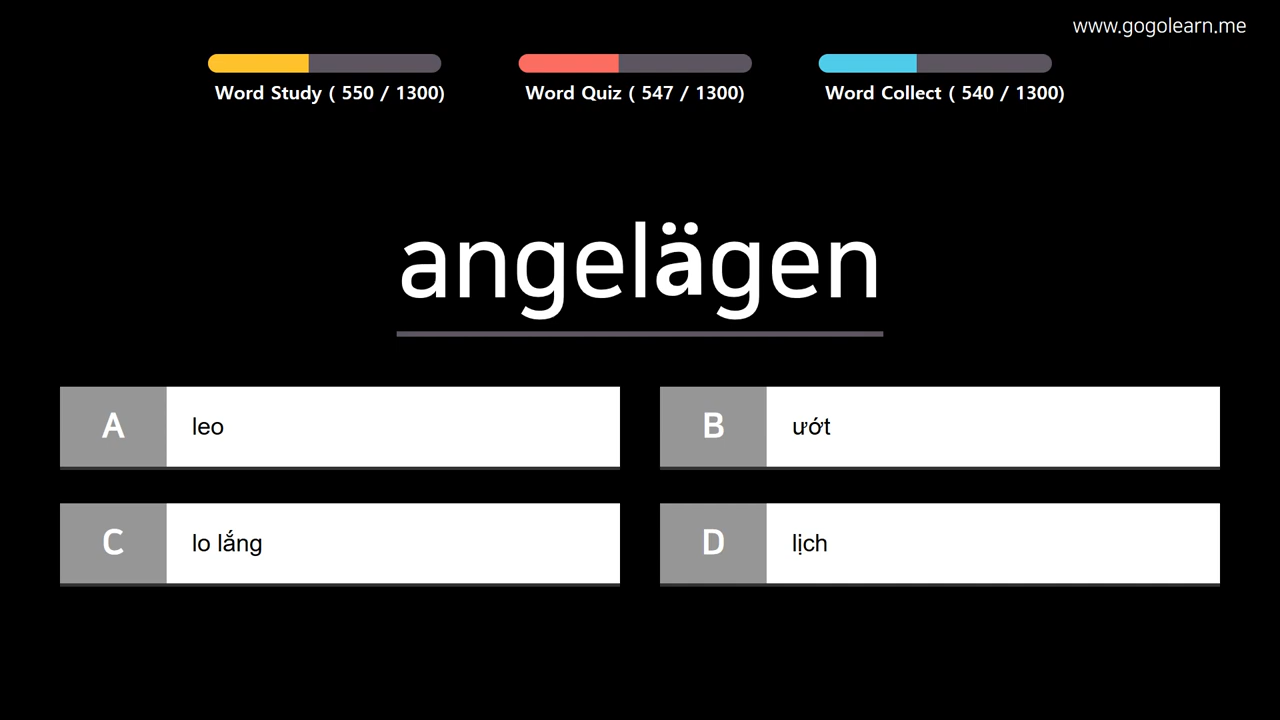 www.gogolearn.me
Word Study ( 550 / 1300)
Word Quiz ( 547 / 1300)
Word Collect ( 540 / 1300)
angelägen
A leo
B ướt
C lo lắng
D lịch